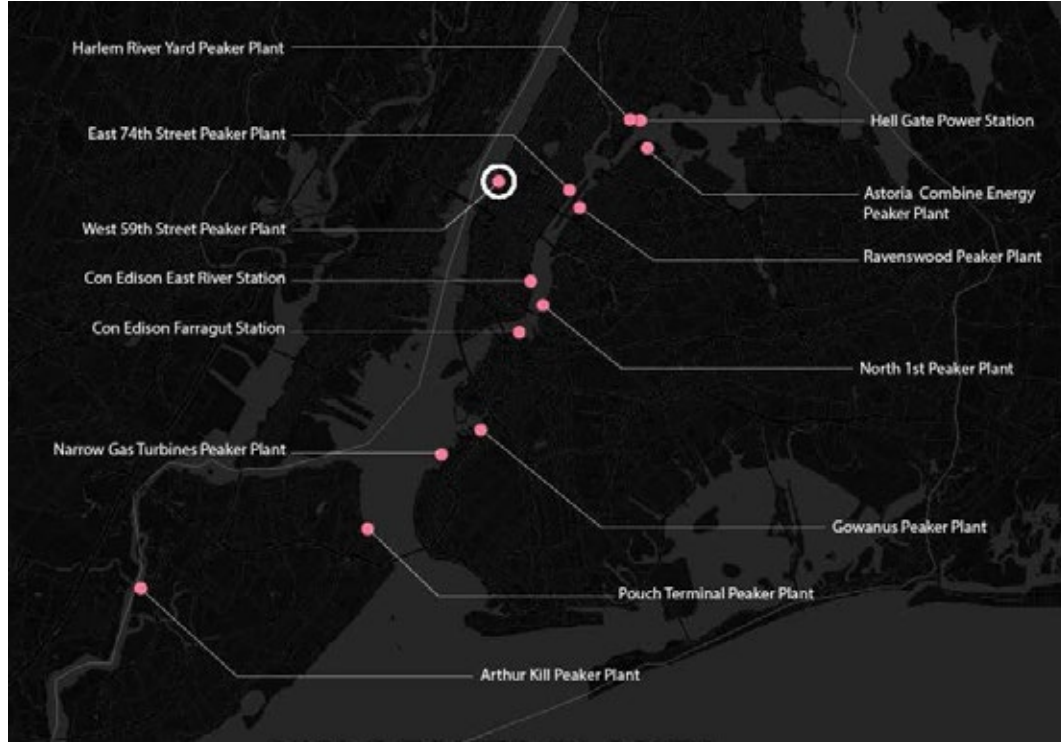 Harlem River Yard Peaker Plant
Hell Gate Power Station
East 74th Street Peaker Plant
Astoria Combine Energy
Peaker Plant
West 59th Street Peaker Plant
Ravenswood Peaker Plant
Con Edison East River Station
Con Edison Farragut Station
North 1st Peaker Plant
Narrow Gas Turbines Peaker Plant
Gowanus Peaker Plant
Pouch Terminal Peaker Plant
Arthur Kill Peaker Plant